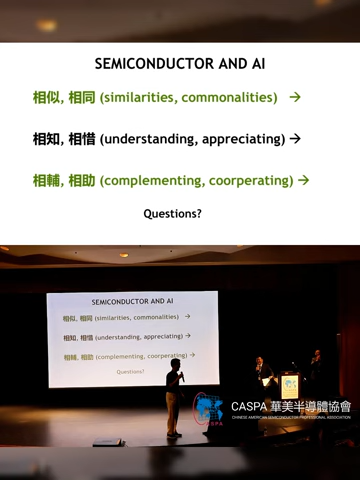 SEMICONDUCTOR AND AI
相似, 相同 (similarities, commonalities) →
相知, 相惜 (understanding, appreciating) →
相輔, 相助 (complementing, coorperating) →
Questions?
SEMICONDUCTOR AND AI
相似, 相同 (similarities, commonalities) →
相知, 相惜 (understanding, appreciating) →
相輔, 相助 (complementing, coorperating) →
Questions?
CASPA
CASPA 華美半導體協會
CHINESE AMERICAN SEMICONDUCTOR PROFESSIONAL ASSOCIATION